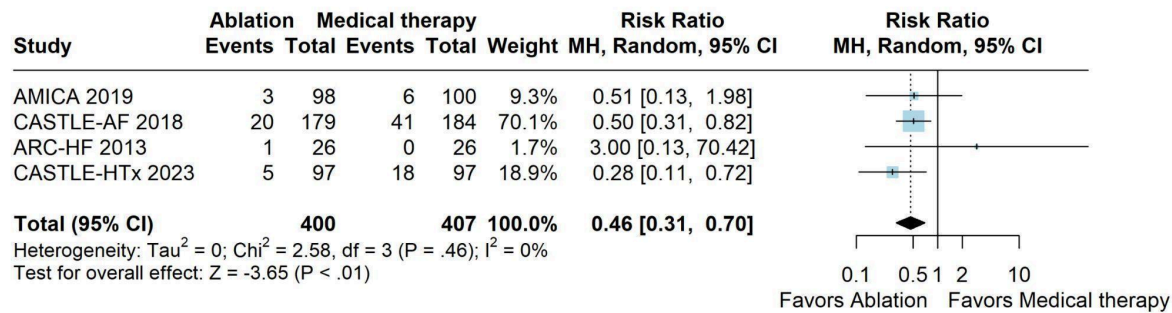 Ablation Medical therapy Risk Ratio Risk Ratio
Study Events Total Events Total Weight MH, Random, 95% CI MH, Random, 95% CI
AMICA 2019 3 98 6 100 9.3% 0.51 [0.13, 1.98]
CASTLE-AF 2018 20 179 41 184 70.1% 0.50 [0.31, 0.82]
ARC-HF 2013 1 26 0 26 1.7% 3.00 [0.13, 70.42]
CASTLE-HTx 2023 5 97 18 97 18.9% 0.28 [0.11, 0.72]
Total (95% CI) 400 407 100.0% 0.46 [0.31, 0.70]
Heterogeneity: Tau² = 0; Chi² = 2.58, df = 3 (P = .46); I² = 0%
Test for overall effect: Z = -3.65 (P < .01)
0.1 0.5 1 2 10
Favors Ablation Favors Medical therapy